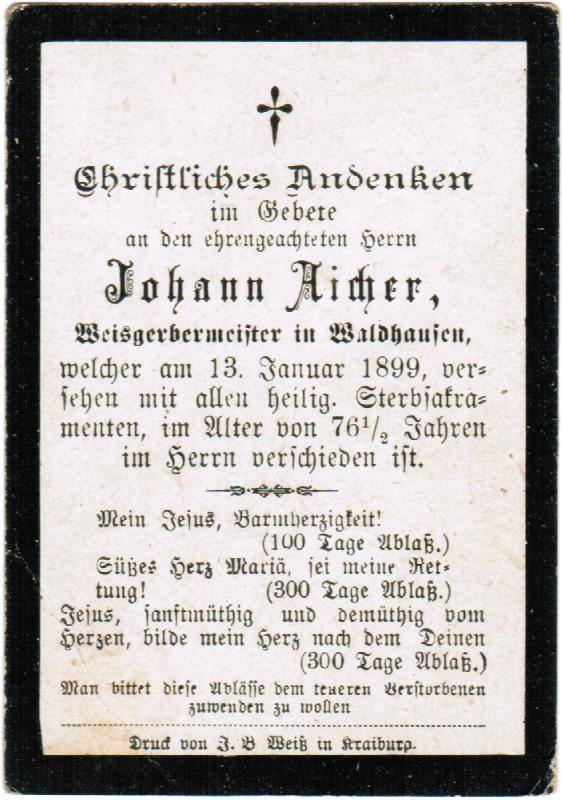 Christliches Andenken
im Gebete
an den ehrengeachteten Herrn
Johann Aicher,
Weisgerbermeister in Waldhausen,
welcher am 13. Januar 1899, ver-
sehen mit allen heilig. Sterbsakra-
menten, im Alter von 76 1/2 Jahren
im Herrn verschieden ist.
Mein Jesus, Barmherzigkeit!
(100 Tage Ablaß.)
Süßes Herz Mariä, sei meine Ret-
tung! (300 Tage Ablaß.)
Jesus, sanftmüthig und demüthig vom
Herzen, bilde mein Herz nach dem Deinen
(300 Tage Ablaß.)
Man bittet diese Ablässe dem teueren Verstorbenen
zuwenden zu wollen
Druck von J. B Weiß in Kraiburg.